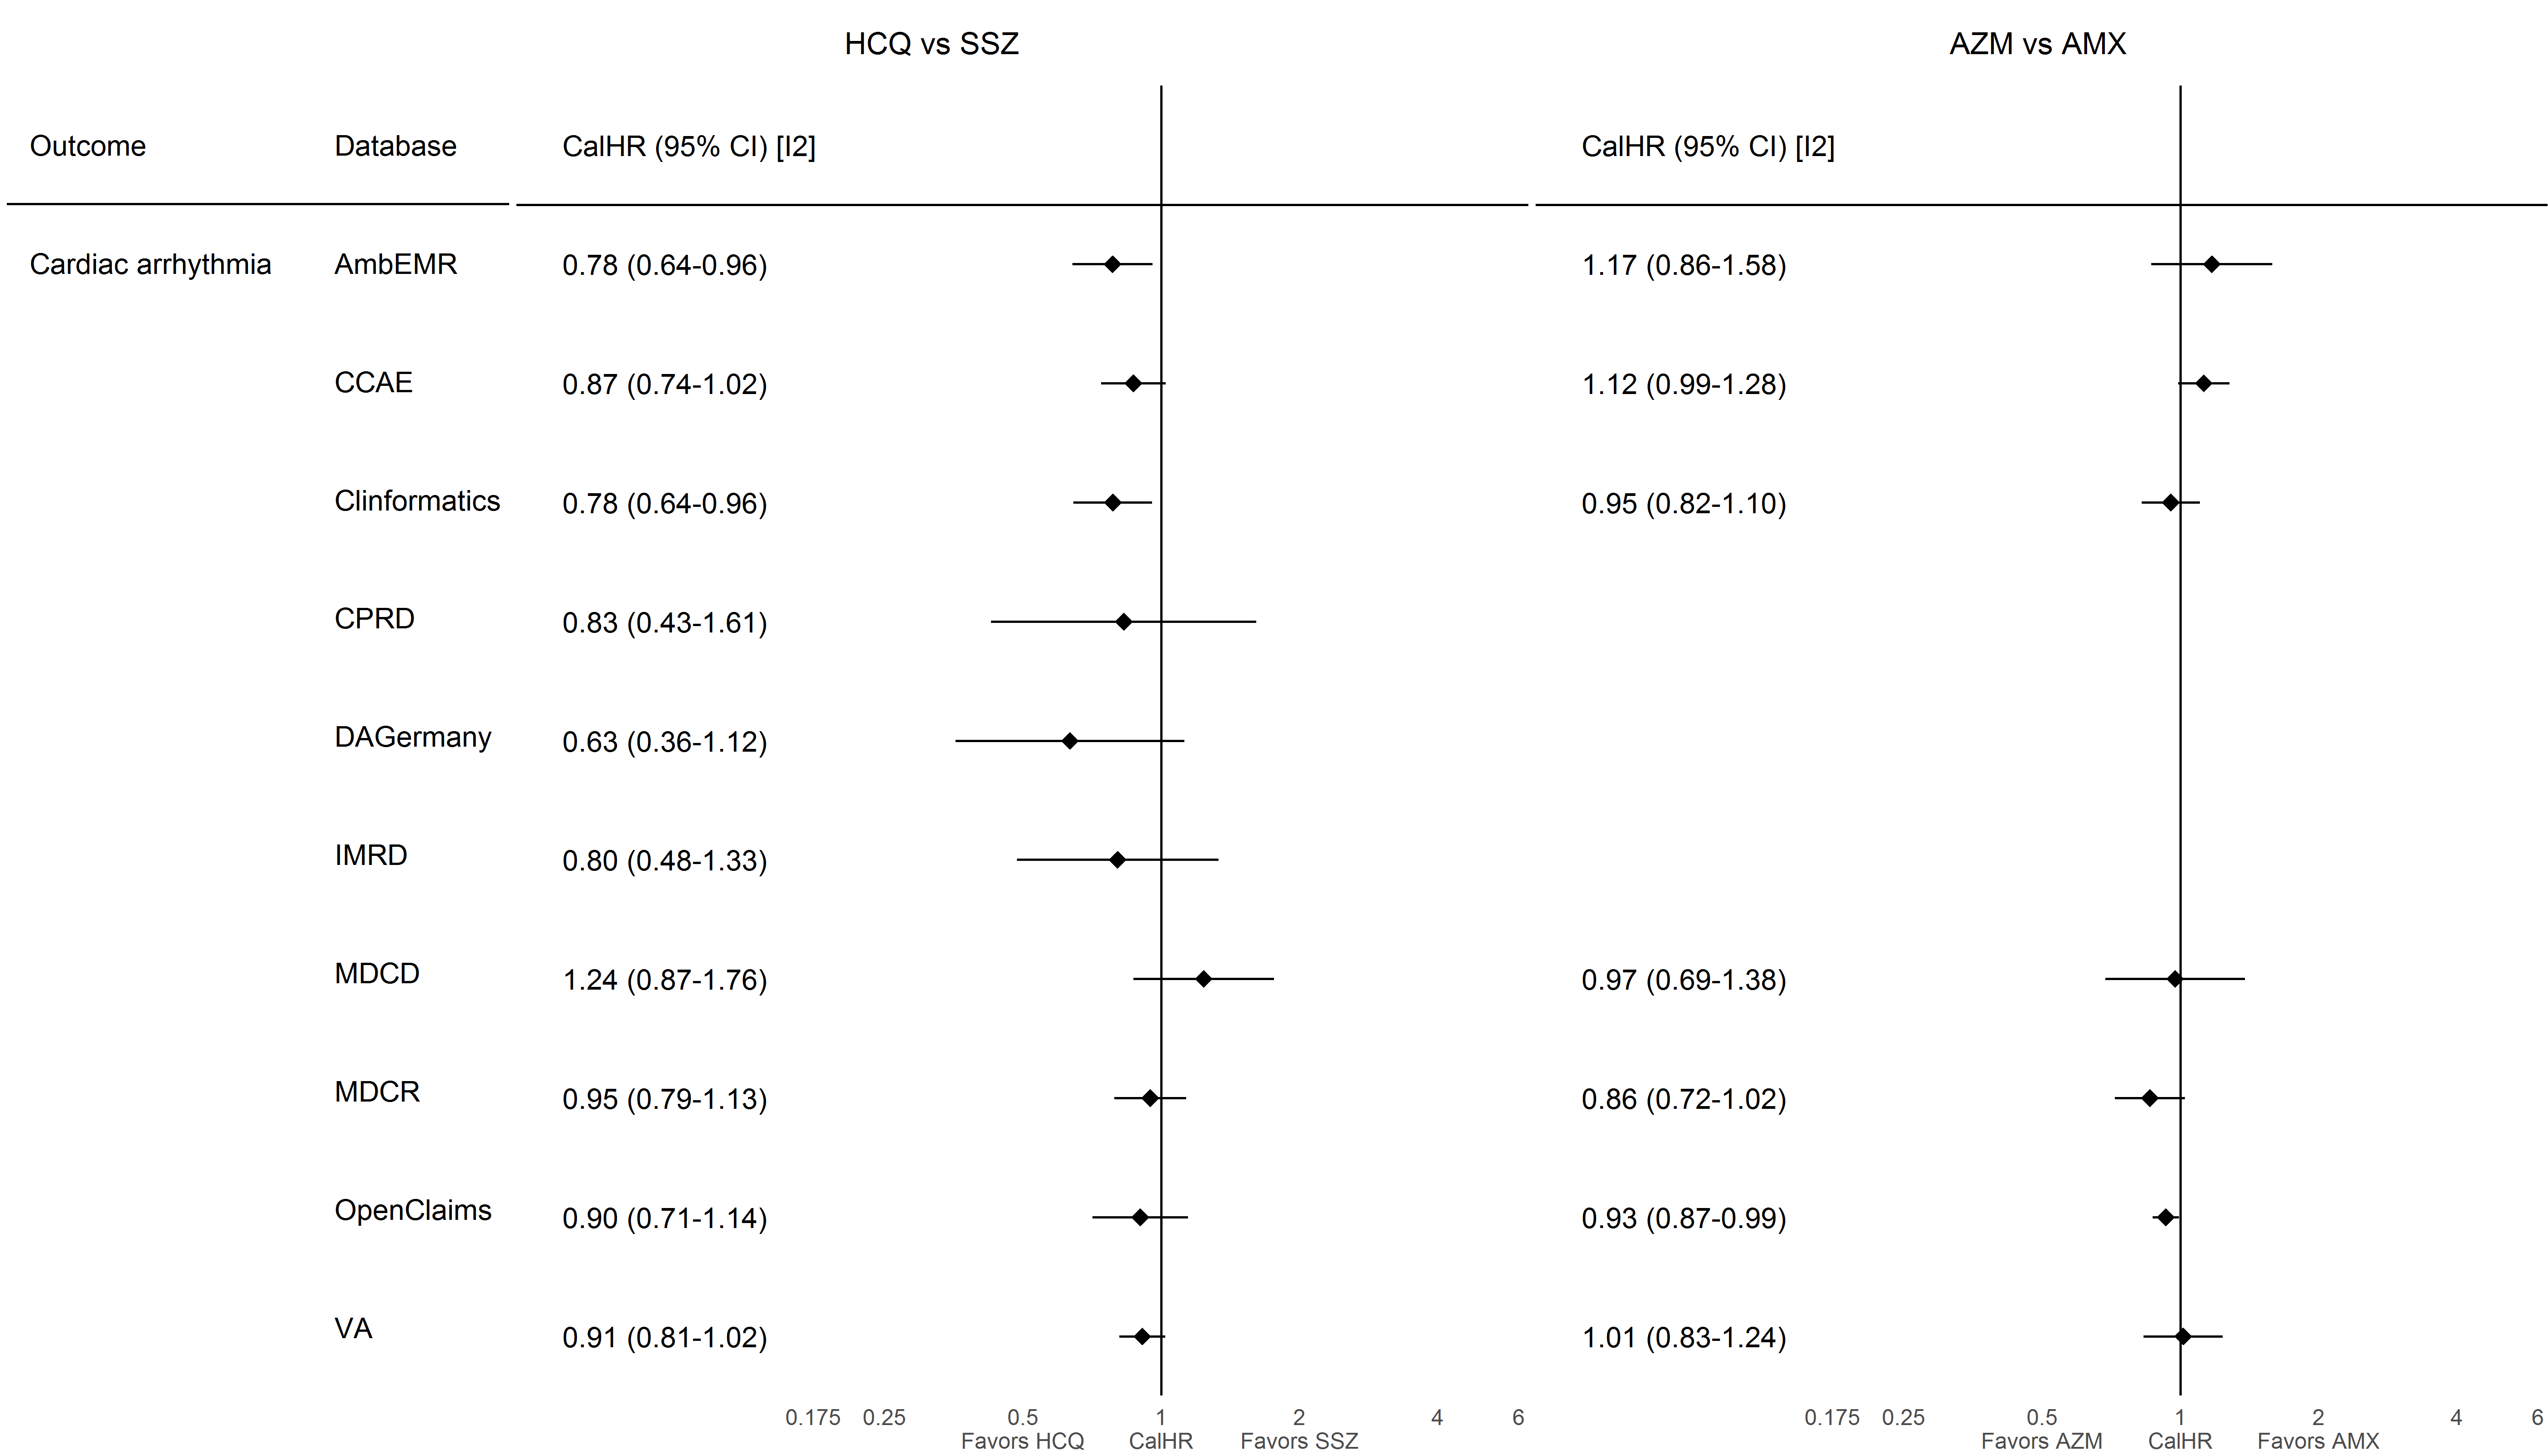 HCQ vs SSZ AZM vs AMX
Outcome Database CalHR (95% CI) [I2] CalHR (95% CI) [I2]
Cardiac arrhythmia AmbEMR 0.78 (0.64-0.96) 1.17 (0.86-1.58)
CCAE 0.87 (0.74-1.02) 1.12 (0.99-1.28)
Clinformatics 0.78 (0.64-0.96) 0.95 (0.82-1.10)
CPRD 0.83 (0.43-1.61)
DAGermany 0.63 (0.36-1.12)
IMRD 0.80 (0.48-1.33)
MDCD 1.24 (0.87-1.76) 0.97 (0.69-1.38)
MDCR 0.95 (0.79-1.13) 0.86 (0.72-1.02)
OpenClaims 0.90 (0.71-1.14) 0.93 (0.87-0.99)
VA 0.91 (0.81-1.02) 1.01 (0.83-1.24)
0.175 0.25 0.5 1 2 4 6 0.175 0.25 0.5 1 2 4 6
Favors HCQ CalHR Favors SSZ Favors AZM CalHR Favors AMX